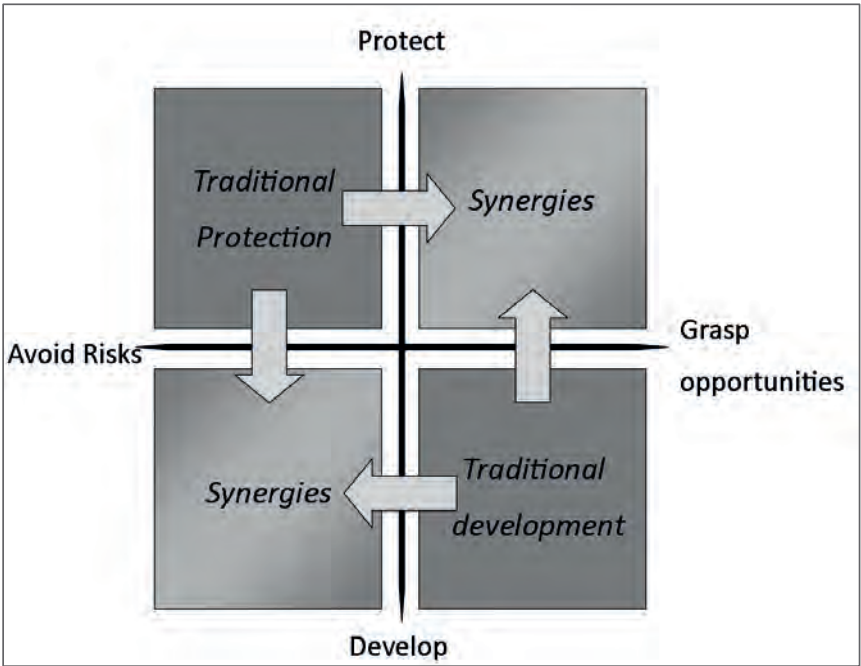 Protect
Traditional
Protection
Synergies
Avoid Risks
Grasp
opportunities
Synergies
Traditional
development
Develop